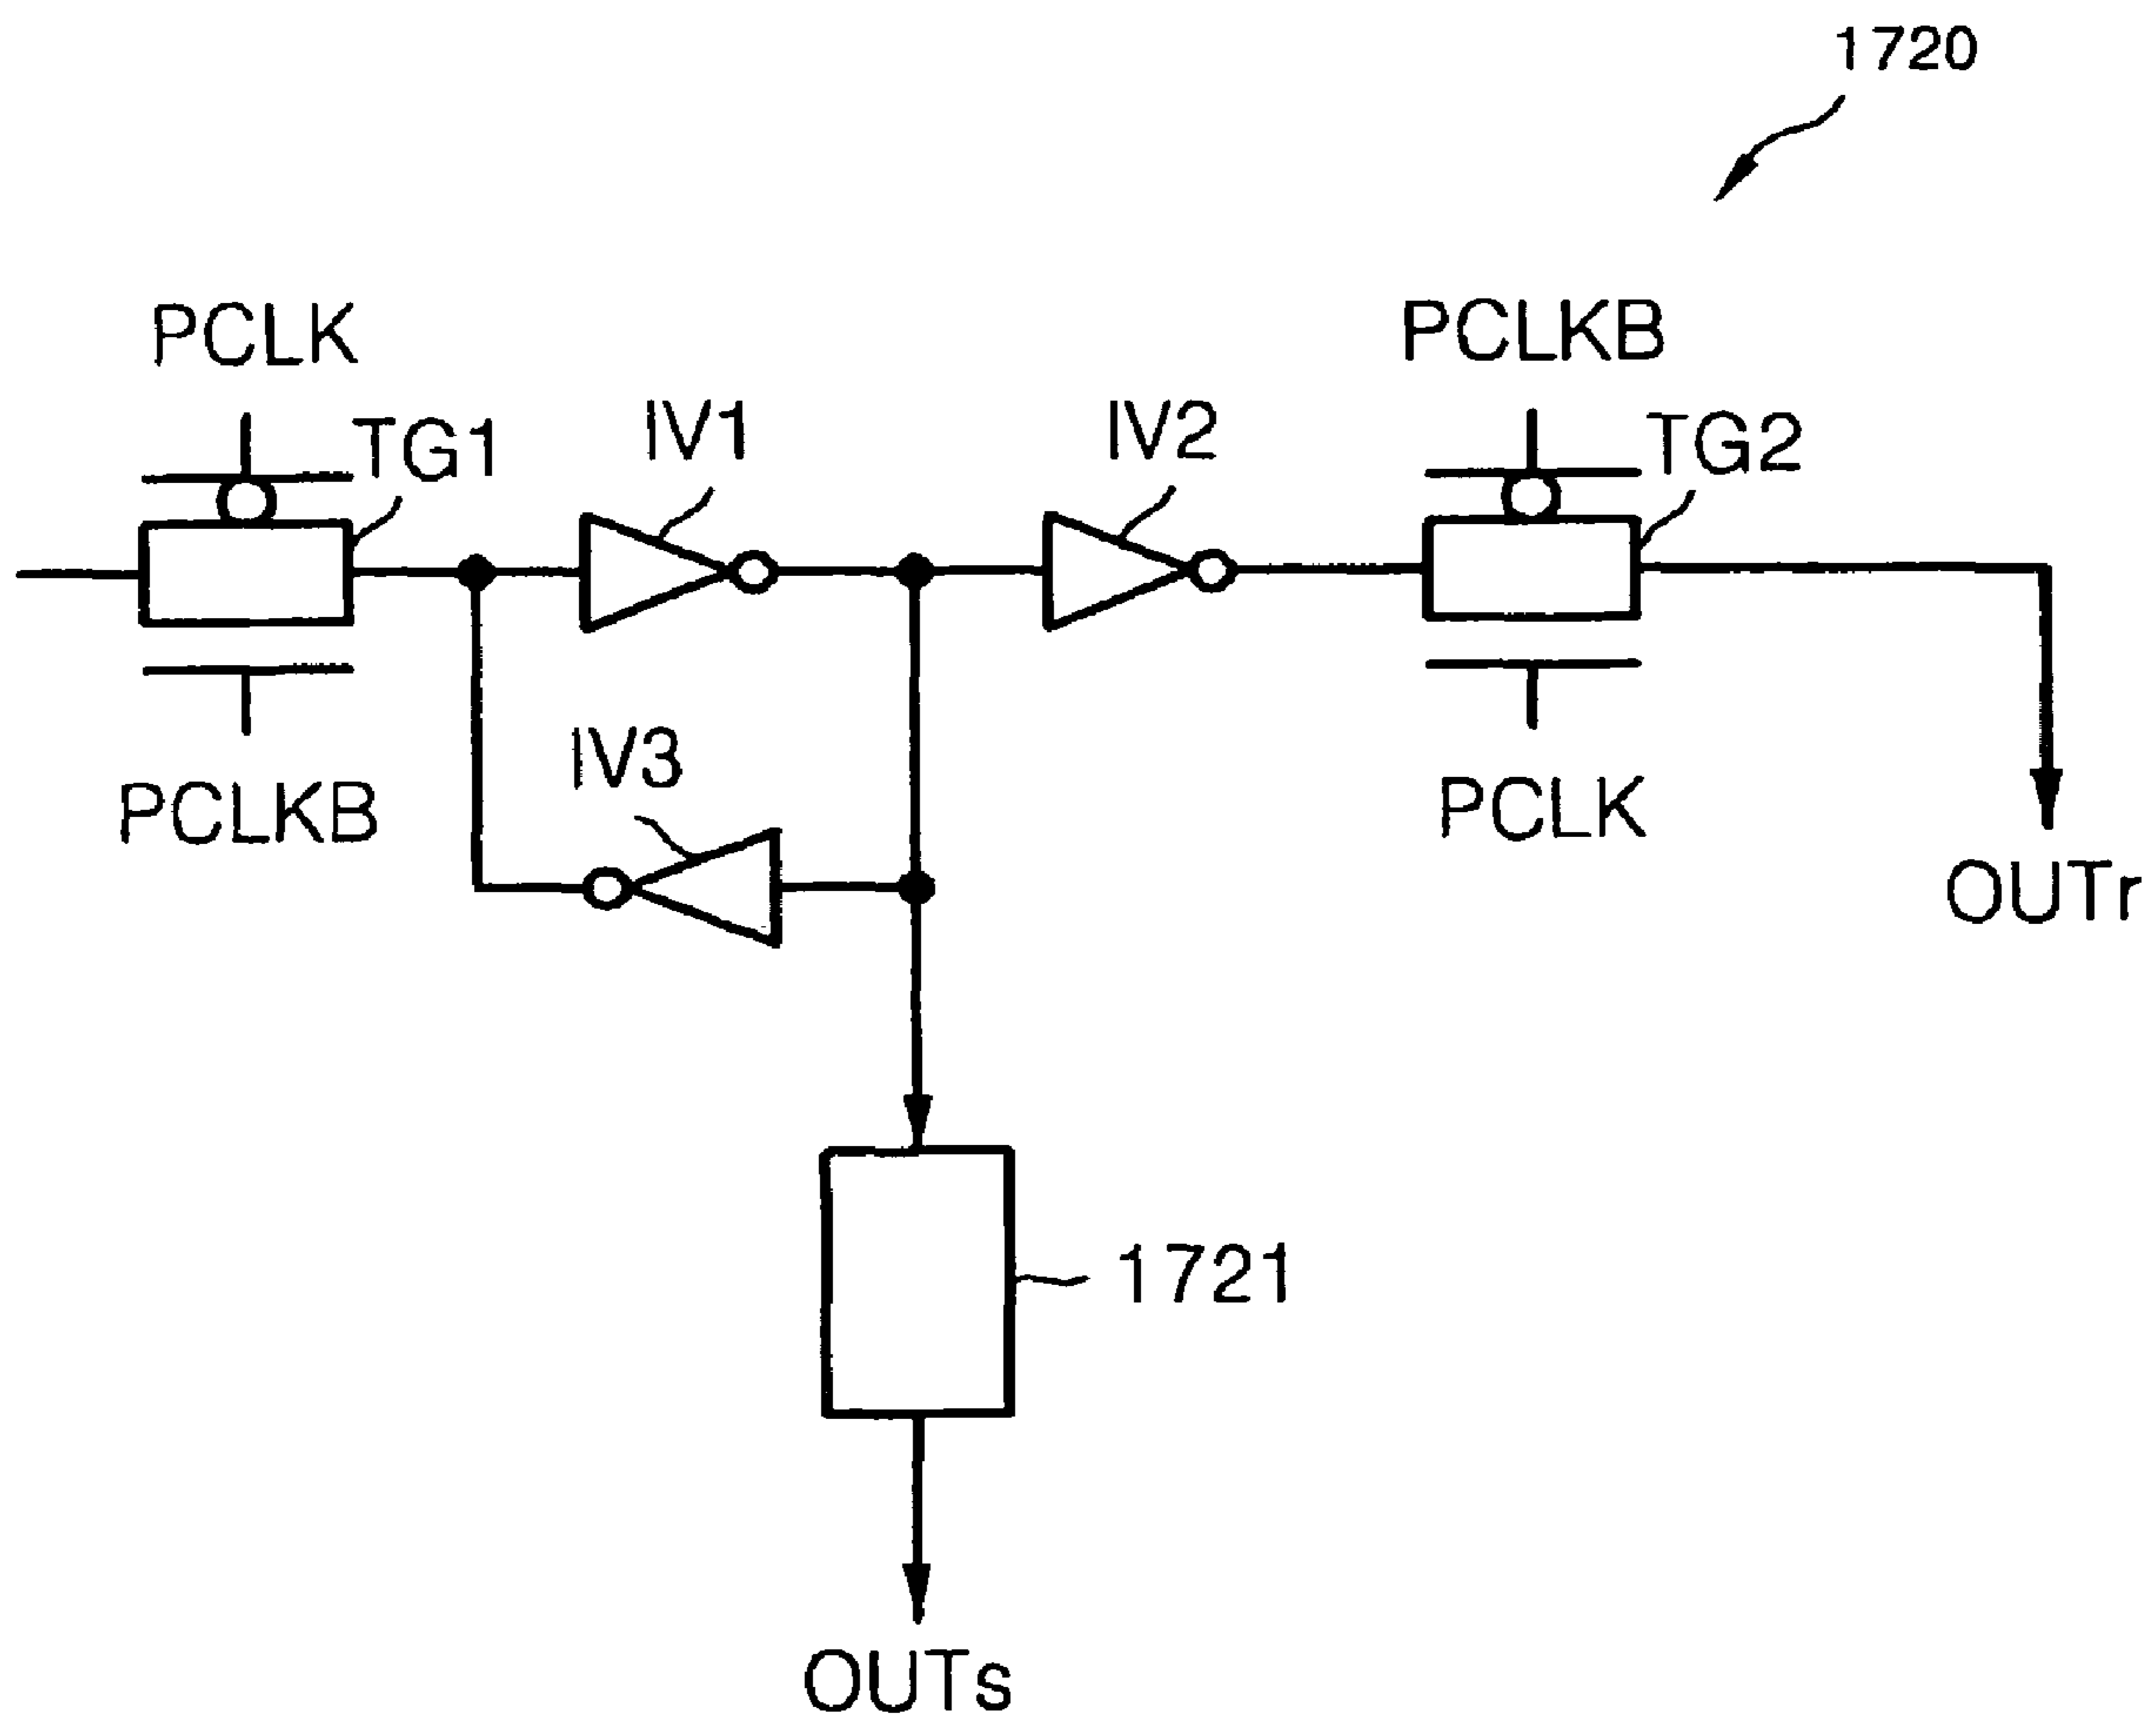 1720
PCLK
PCLKB
TG1
IV1
IV2
TG2
IV3
PCLKB
PCLK
OUTr
1721
OUTs